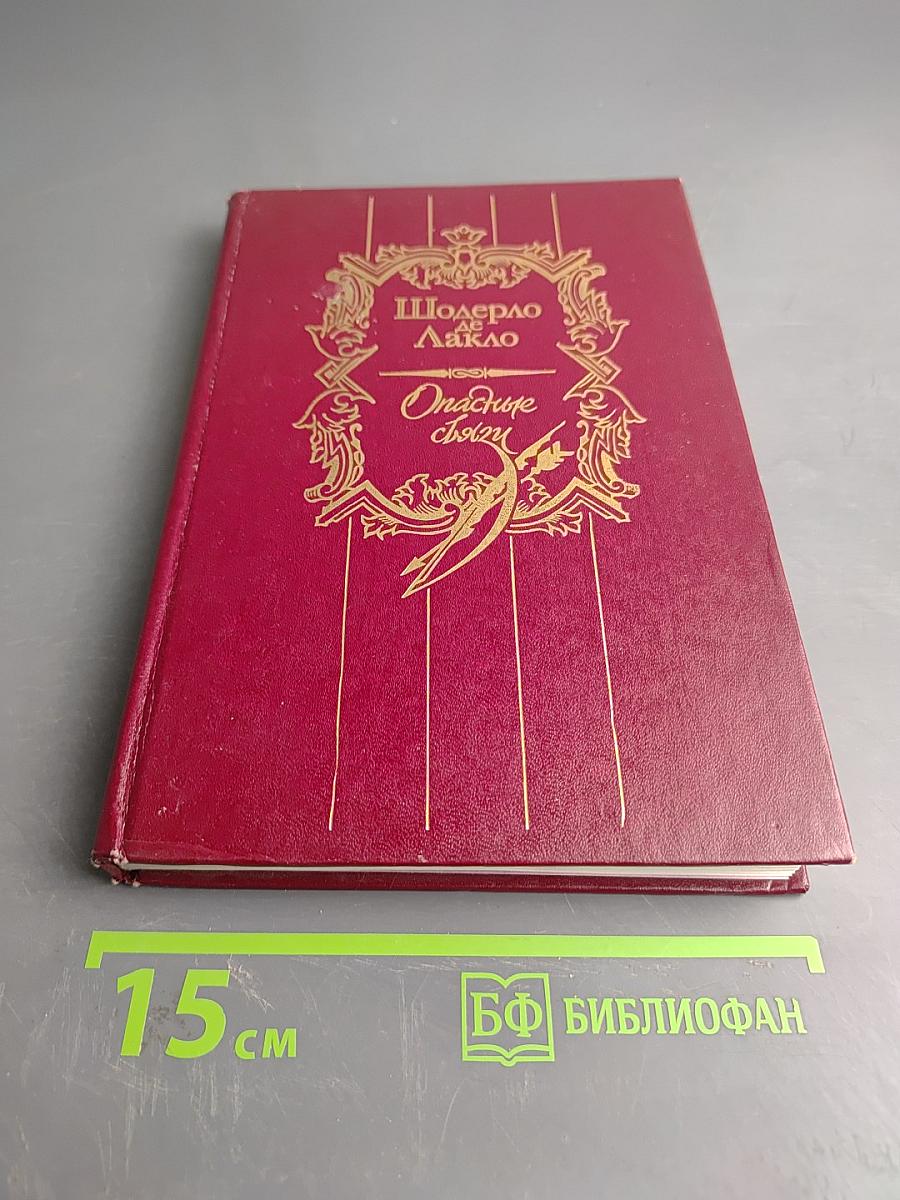 Шодерло
де
Лакло
Опасные
связи
15 см
БФ БИБЛИОФАН